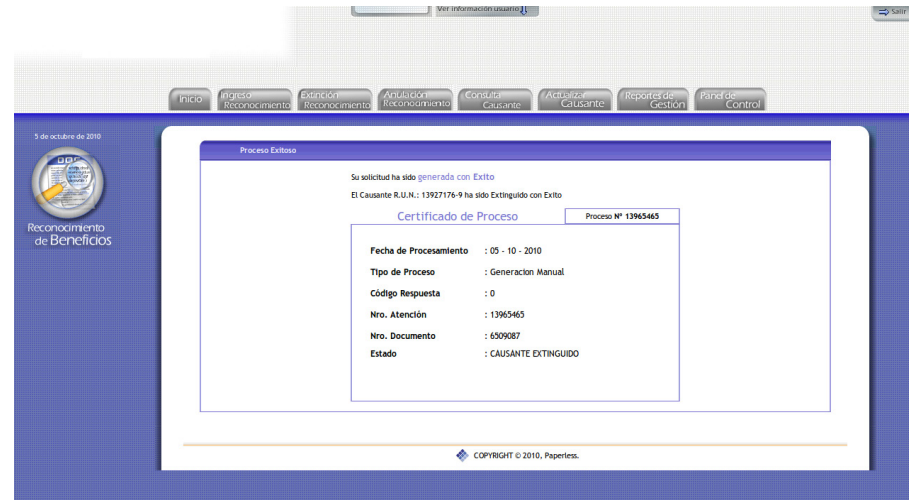 Ver información usuario
Salir
Inicio
Ingreso Reconocimiento
Extinción Reconocimiento
Anulación Reconocimiento
Consulta Causante
Actualizar Causante
Reportes de Gestión
Panel de Control
5 de octubre de 2010
Reconocimiento
de Beneficios
Proceso Exitoso
Su solicitud ha sido generada con Exito
El Causante R.U.N.: 13927176-9 ha sido Extinguido con Exito
Certificado de Proceso
Proceso Nº 13965465
Fecha de Procesamiento : 05 - 10 - 2010
Tipo de Proceso : Generacion Manual
Código Respuesta : 0
Nro. Atención : 13965465
Nro. Documento : 6509087
Estado : CAUSANTE EXTINGUIDO
COPYRIGHT © 2010, Paperless.